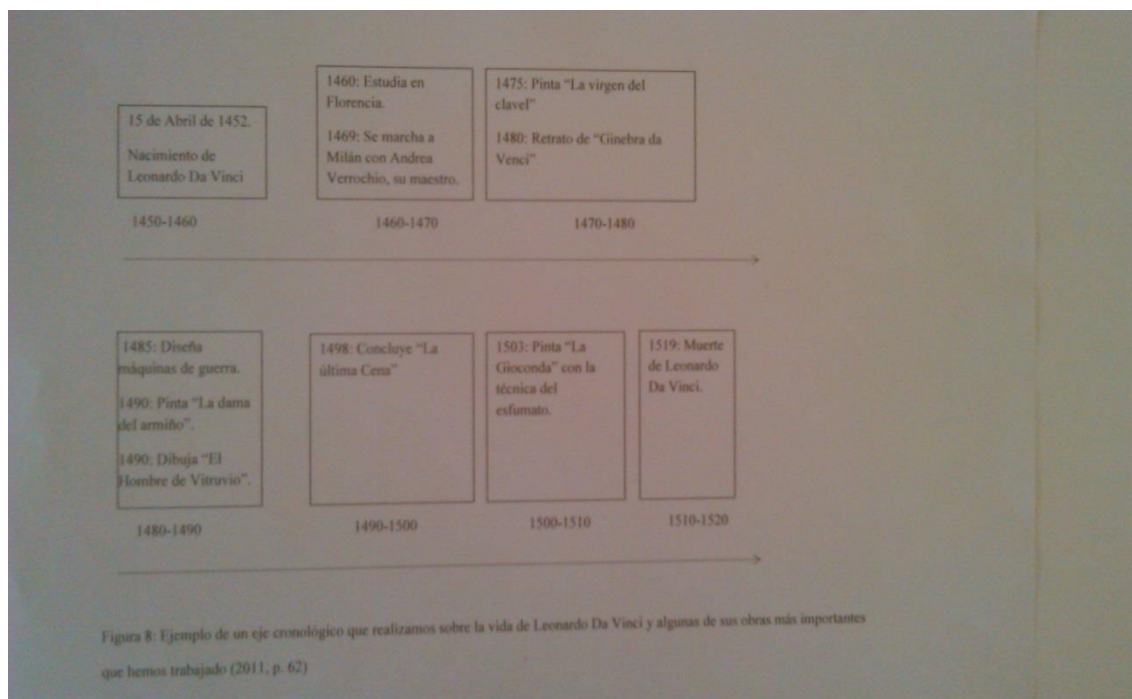 15 de Abril de 1452.
Nacimiento de
Leonardo Da Vinci
1450-1460
1460: Estudia en
Florencia.
1469: Se marcha a
Milán con Andrea
Verrochio, su maestro.
1460-1470
1475: Pinta “La virgen del
clavel”
1480: Retrato de “Ginebra da
Venci”
1470-1480
1485: Diseña
máquinas de guerra.
1490: Pinta “La dama
del armiño”.
1490: Dibuja “El
Hombre de Vitruvio”.
1480-1490
1498: Concluye “La
última Cena”
1490-1500
1503: Pinta “La
Gioconda” con la
técnica del
esfumato.
1500-1510
1519: Muerte
de Leonardo
Da Vinci.
1510-1520
Figura 8: Ejemplo de un eje cronológico que realizamos sobre la vida de Leonardo Da Vinci y algunas de sus obras más importantes
que hemos trabajado (2011, p. 62)